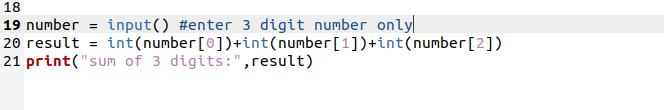 18
19 number = input() #enter 3 digit number only
20 result = int(number[0])+int(number[1])+int(number[2])
21 print("sum of 3 digits:",result)